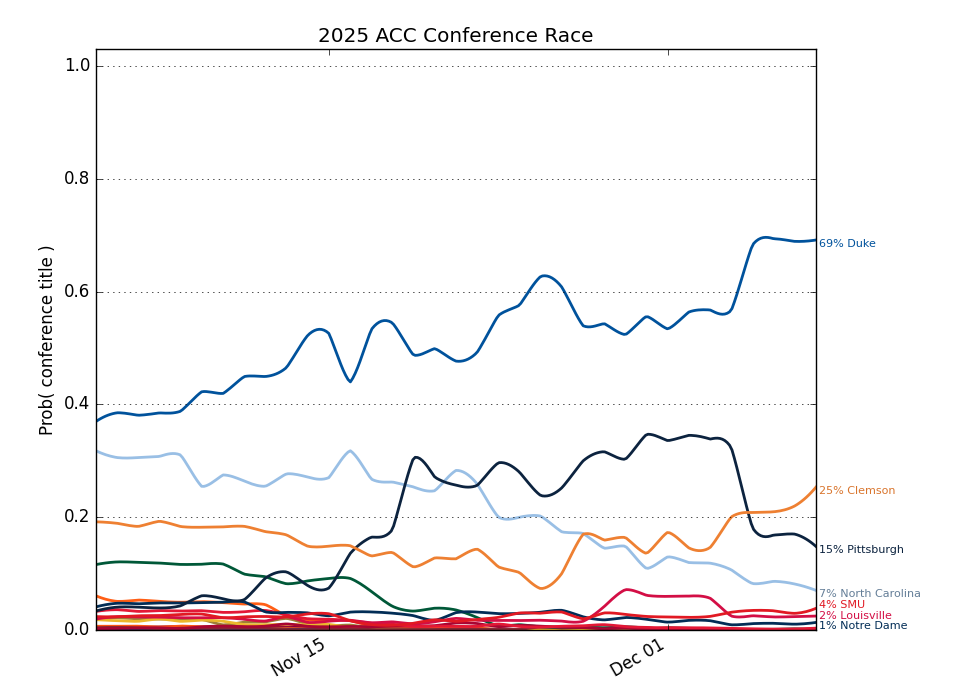 2025 ACC Conference Race
Prob( conference title )
1.0
0.8
0.6
0.4
0.2
0.0
Nov 15
Dec 01
69% Duke
25% Clemson
15% Pittsburgh
7% North Carolina
4% SMU
2% Louisville
1% Notre Dame